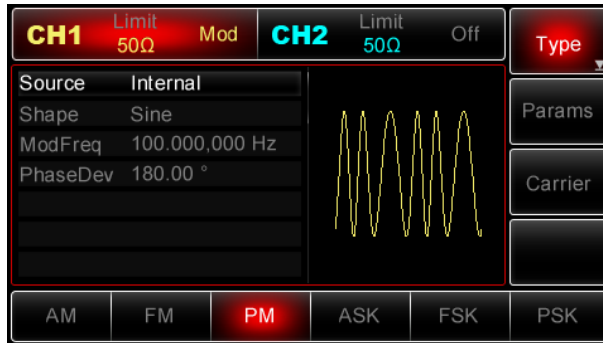 CH1 Limit 50Ω Mod CH2 Limit 50Ω Off Type
Source Internal
Shape Sine
ModFreq 100.000,000 Hz
PhaseDev 180.00 °
Params
Carrier
AM FM PM ASK FSK PSK